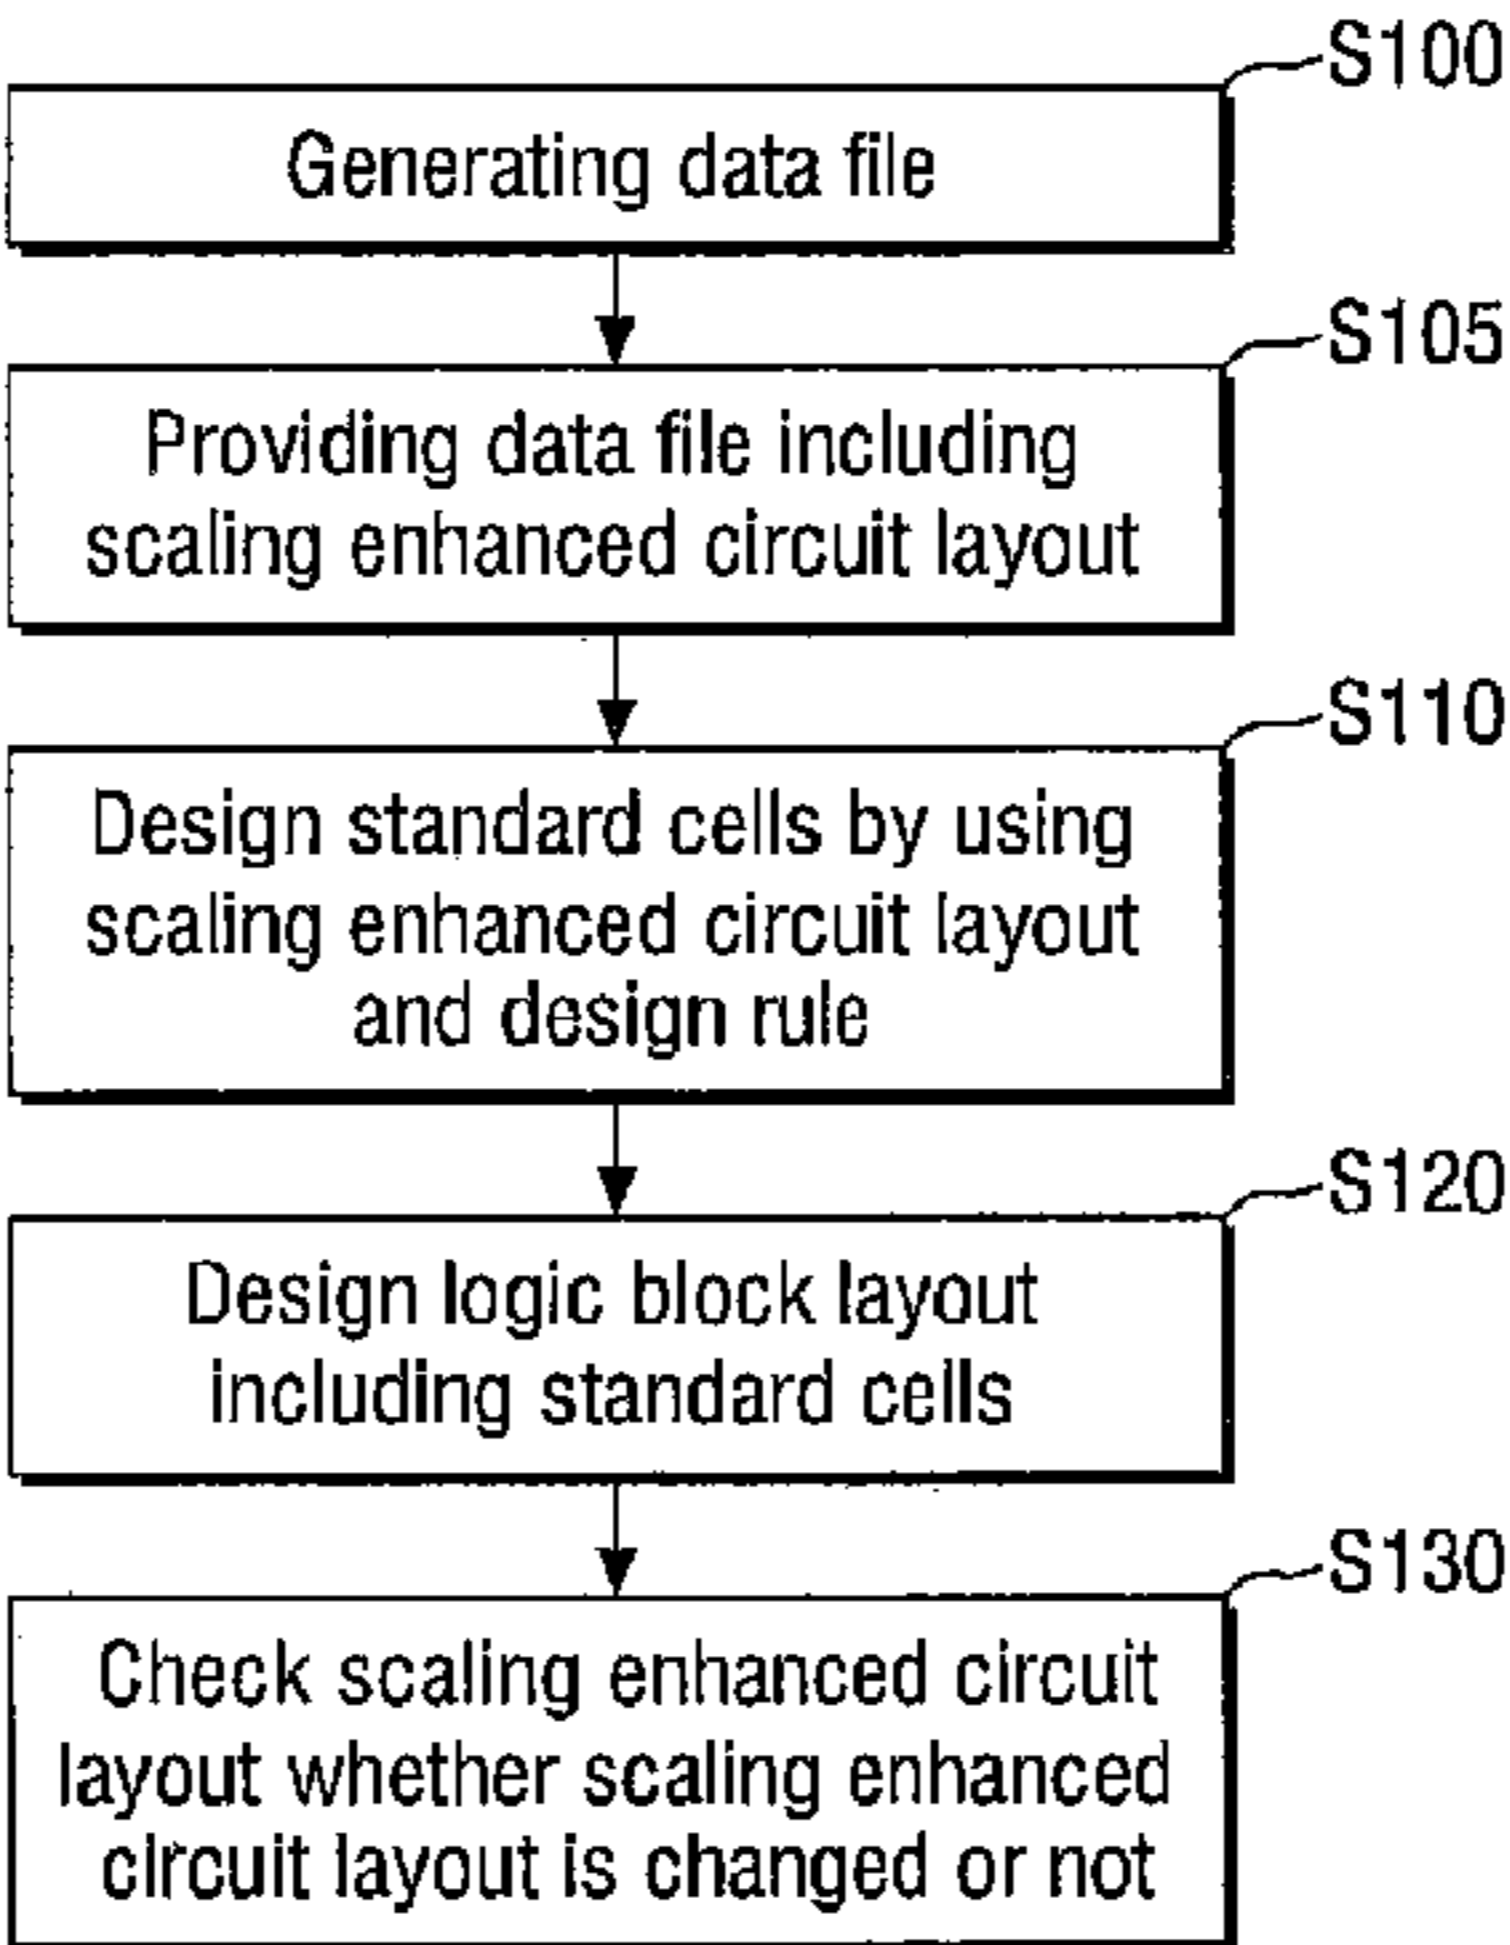 S100
Generating data file
S105
Providing data file including
scaling enhanced circuit layout
S110
Design standard cells by using
scaling enhanced circuit layout
and design rule
S120
Design logic block layout
including standard cells
S130
Check scaling enhanced circuit
layout whether scaling enhanced
circuit layout is changed or not